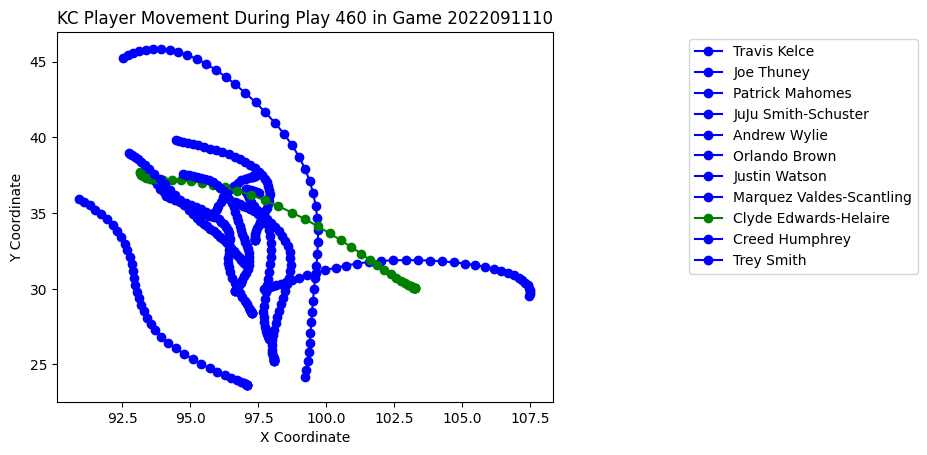 KC Player Movement During Play 460 in Game 2022091110
Travis Kelce
Joe Thuney
Patrick Mahomes
JuJu Smith-Schuster
Andrew Wylie
Orlando Brown
Justin Watson
Marquez Valdes-Scantling
Clyde Edwards-Helaire
Creed Humphrey
Trey Smith
Y Coordinate
45
40
35
30
25
92.5 95.0 97.5 100.0 102.5 105.0 107.5
X Coordinate